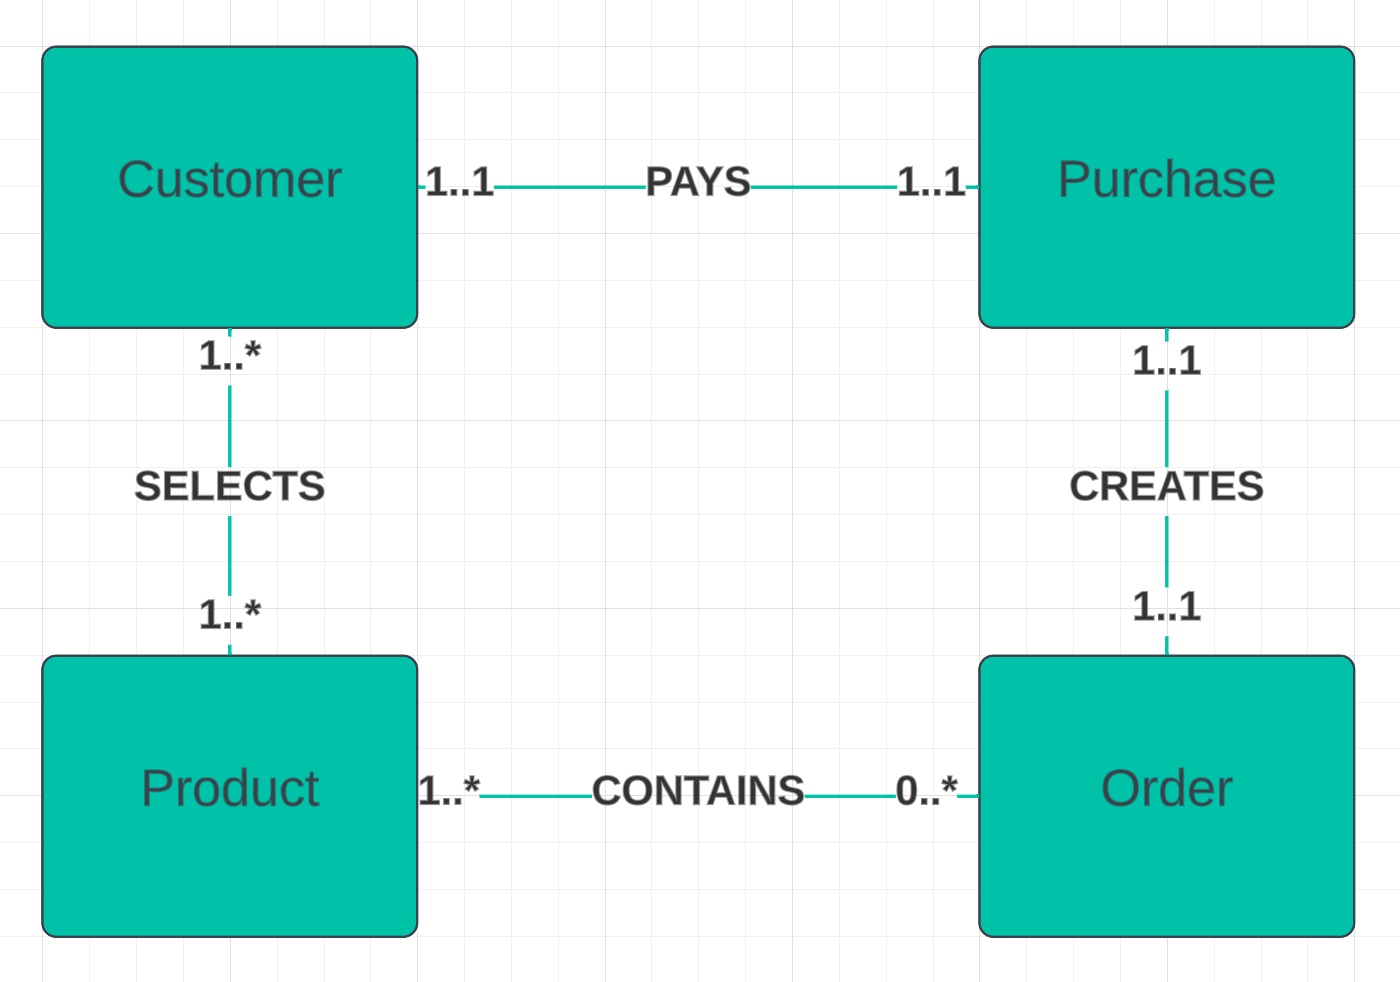 Customer
1..1
PAYS
1..1
Purchase
1..*
1..1
SELECTS
CREATES
1..*
1..1
Product
1..*
CONTAINS
0..*
Order